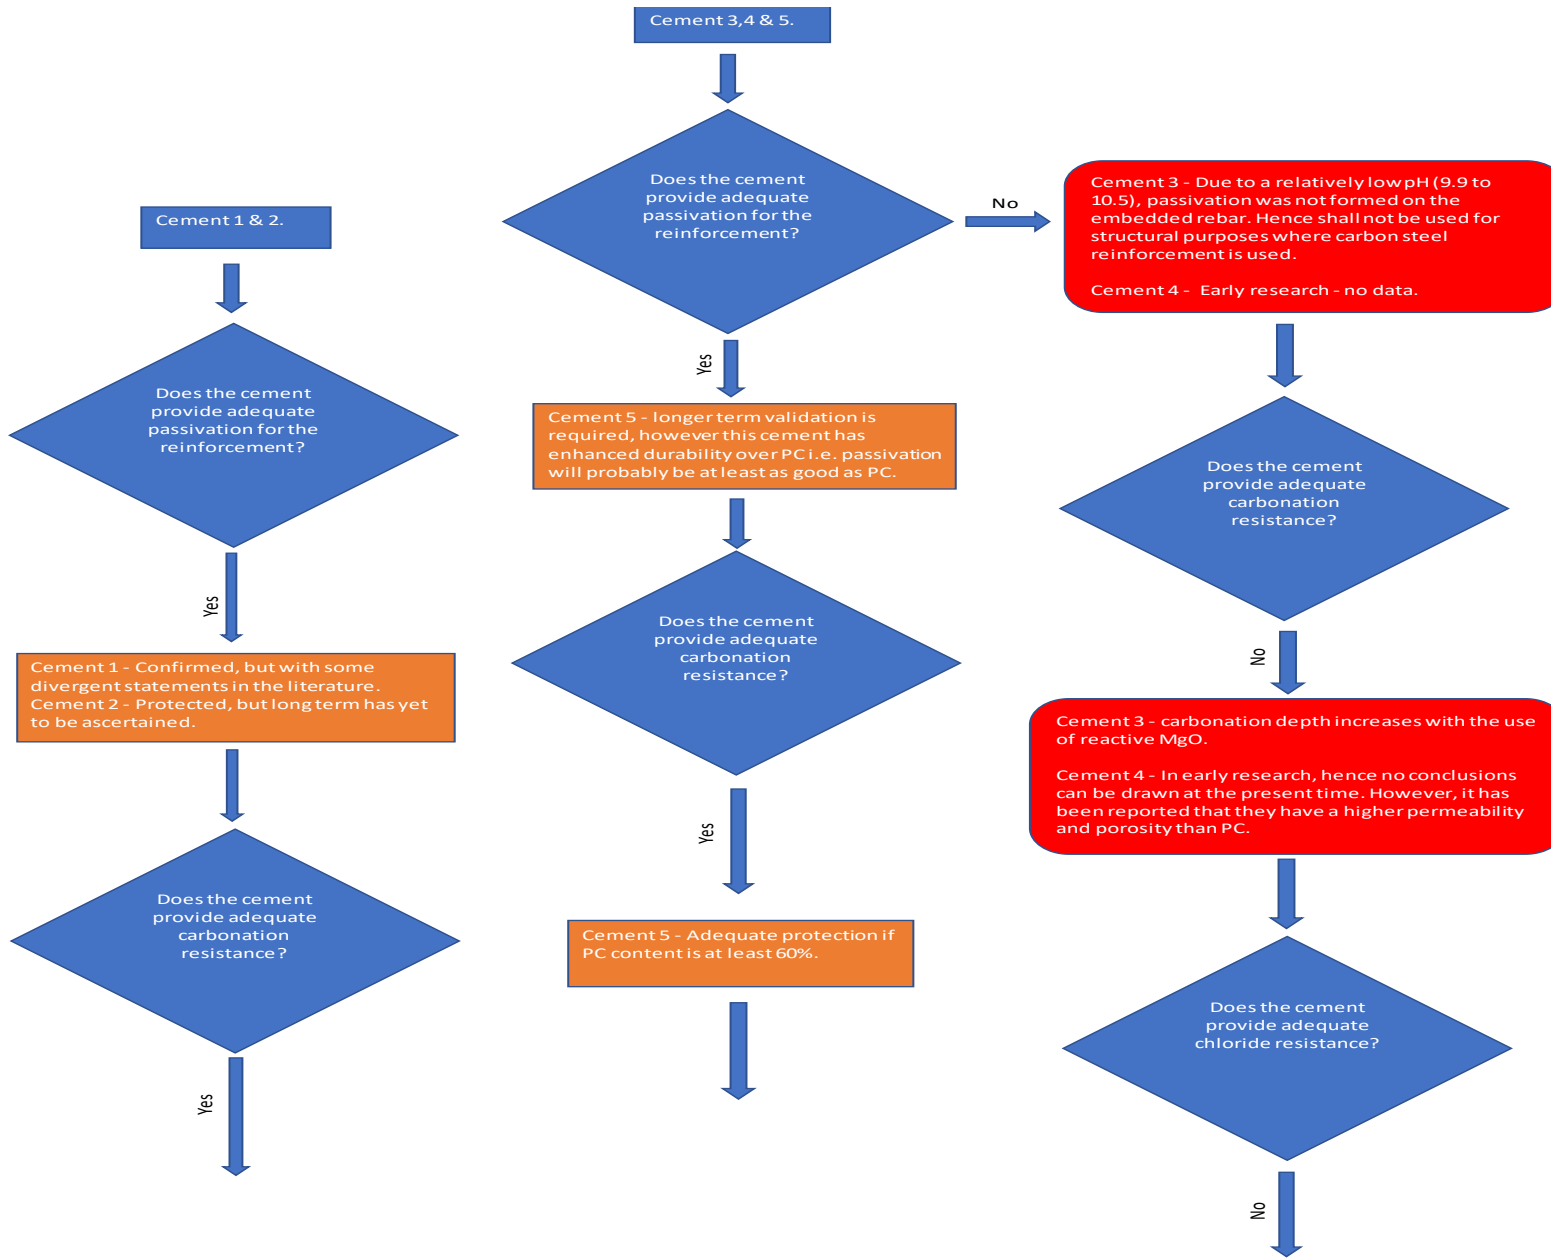 Cement 1 & 2.
Does the cement
provide adequate
passivation for the
reinforcement?
Yes
Cement 1 - Confirmed, but with some
divergent statements in the literature.
Cement 2 - Protected, but long term has yet
to be ascertained.
Does the cement
provide adequate
carbonation
resistance?
Yes
Cement 3,4 & 5.
Does the cement
provide adequate
passivation for the
reinforcement?
Yes
Cement 5 - longer term validation is
required, however this cement has
enhanced durability over PC i.e. passivation
will probably be at least as good as PC.
Does the cement
provide adequate
carbonation
resistance?
Yes
Cement 5 - Adequate protection if
PC content is at least 60%.
No
Cement 3 - Due to a relatively low pH (9.9 to
10.5), passivation was not formed on the
embedded rebar. Hence shall not be used for
structural purposes where carbon steel
reinforcement is used.
Cement 4 - Early research - no data.
Does the cement
provide adequate
carbonation
resistance?
No
Cement 3 - carbonation depth increases with the use
of reactive MgO.
Cement 4 - In early research, hence no conclusions
can be drawn at the present time. However, it has
been reported that they have a higher permeability
and porosity than PC.
Does the cement
provide adequate
chloride resistance?
No